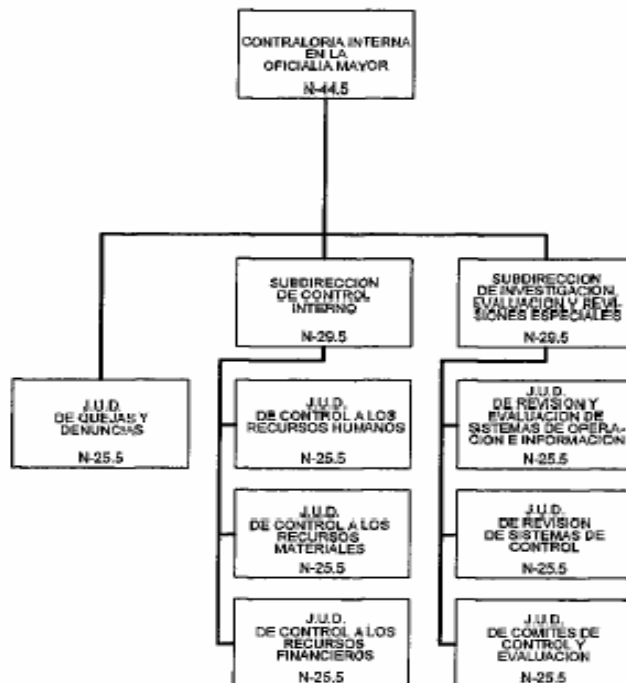 CONTRALORIA INTERNA
EN LA
OFICIALIA MAYOR
N-44.5
SUBDIRECCION
DE CONTROL
INTERNO
N-29.5
SUBDIRECCION
DE INVESTIGACION,
EVALUACION Y REVI-
SIONES ESPECIALES
N-29.5
J.U.D.
DE QUEJAS Y
DENUNCIAS
N-25.5
J.U.D.
DE CONTROL A LOS
RECURSOS HUMANOS
N-25.5
J.U.D.
DE REVISION Y
EVALUACION DE
SISTEMAS DE OPERA-
CION E INFORMACION
N-25.5
J.U.D.
DE CONTROL A LOS
RECURSOS
MATERIALES
N-25.5
J.U.D.
DE REVISION
DE SISTEMAS DE
CONTROL
N-25.5
J.U.D.
DE CONTROL A LOS
RECURSOS
FINANCIEROS
N-25.5
J.U.D.
DE COMITES DE
CONTROL Y
EVALUACION
N-25.5